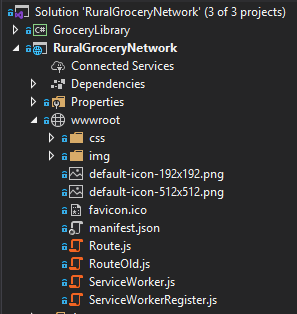 Solution 'RuralGroceryNetwork' (3 of 3 projects)
C# GroceryLibrary
RuralGroceryNetwork
Connected Services
Dependencies
Properties
wwwroot
css
img
default-icon-192x192.png
default-icon-512x512.png
favicon.ico
manifest.json
Route.js
RouteOld.js
ServiceWorker.js
ServiceWorkerRegister.js